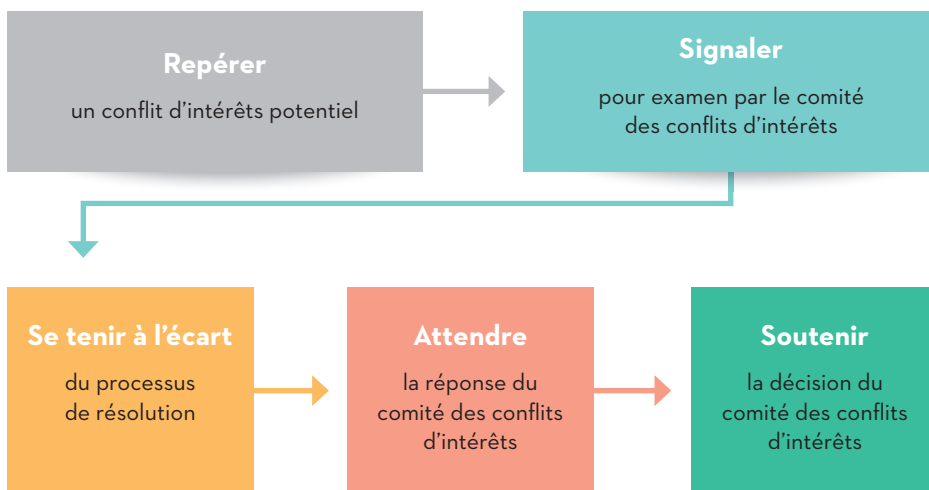 Repérer
un conflit d’intérêts potentiel
Signaler
pour examen par le comité
des conflits d’intérêts
Se tenir à l’écart
du processus
de résolution
Attendre
la réponse du
comité des conflits
d’intérêts
Soutenir
la décision du
comité des conflits
d’intérêts